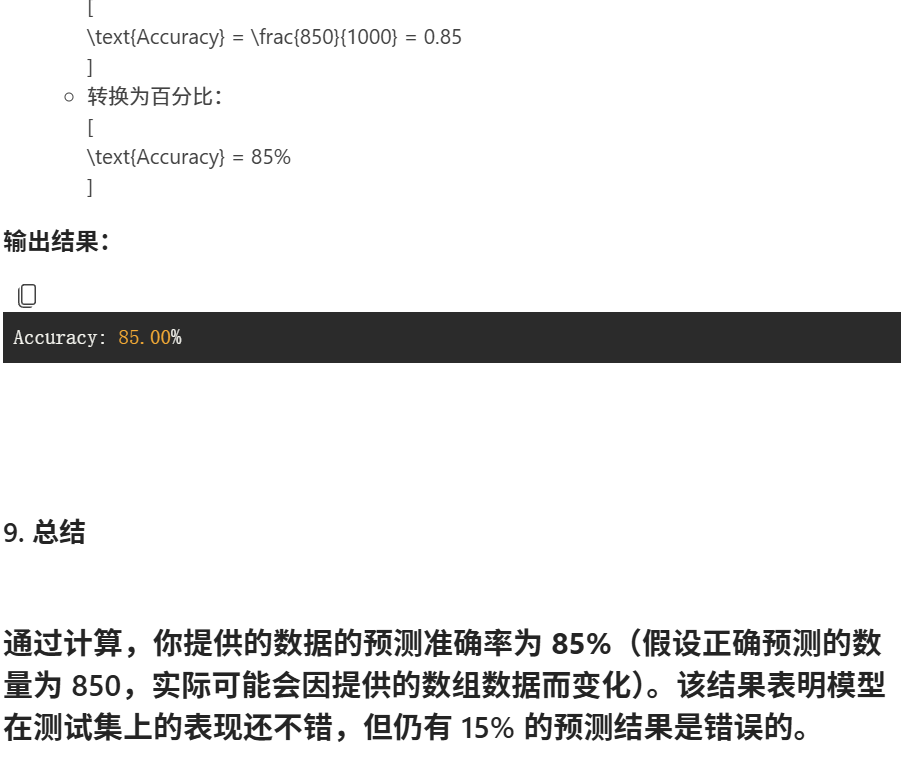 [
\text{Accuracy} = \frac{850}{1000} = 0.85
]
转换为百分比：
[
\text{Accuracy} = 85%
]
输出结果：
Accuracy: 85.00%
9. 总结
通过计算，你提供的数据的预测准确率为 85%（假设正确预测的数
量为 850，实际可能会因提供的数组数据而变化）。该结果表明模型
在测试集上的表现还不错，但仍有 15% 的预测结果是错误的。